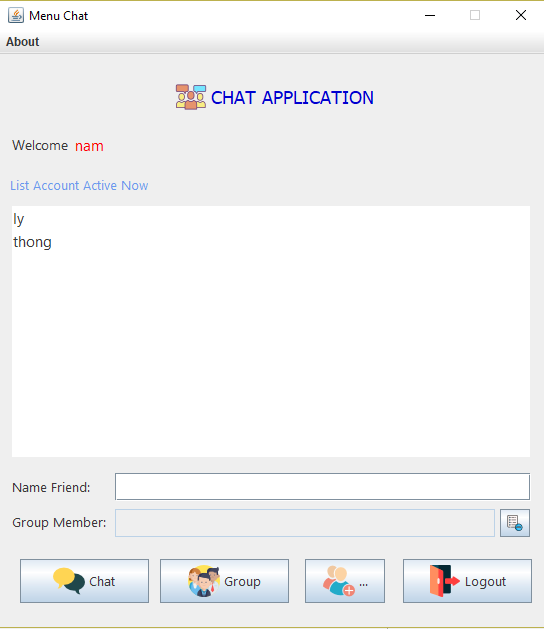 Menu Chat
About
CHAT APPLICATION
Welcome nam
List Account Active Now
ly
thong
Name Friend:
Group Member:
Chat Group ... Logout